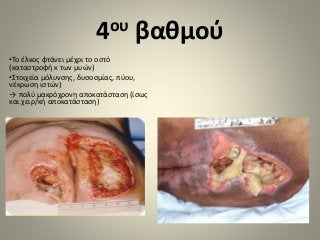 4ου βαθμού
•Το έλκος φτάνει μέχρι το οστό
(καταστροφή κ των μυών)
•Στοιχεία μόλυνσης, δυσοσμίας, πύου,
νέκρωση ιστών)
→ πολύ μακρόχρονη αποκατάσταση (ίσως
και χειρ/κή αποκατάσταση)